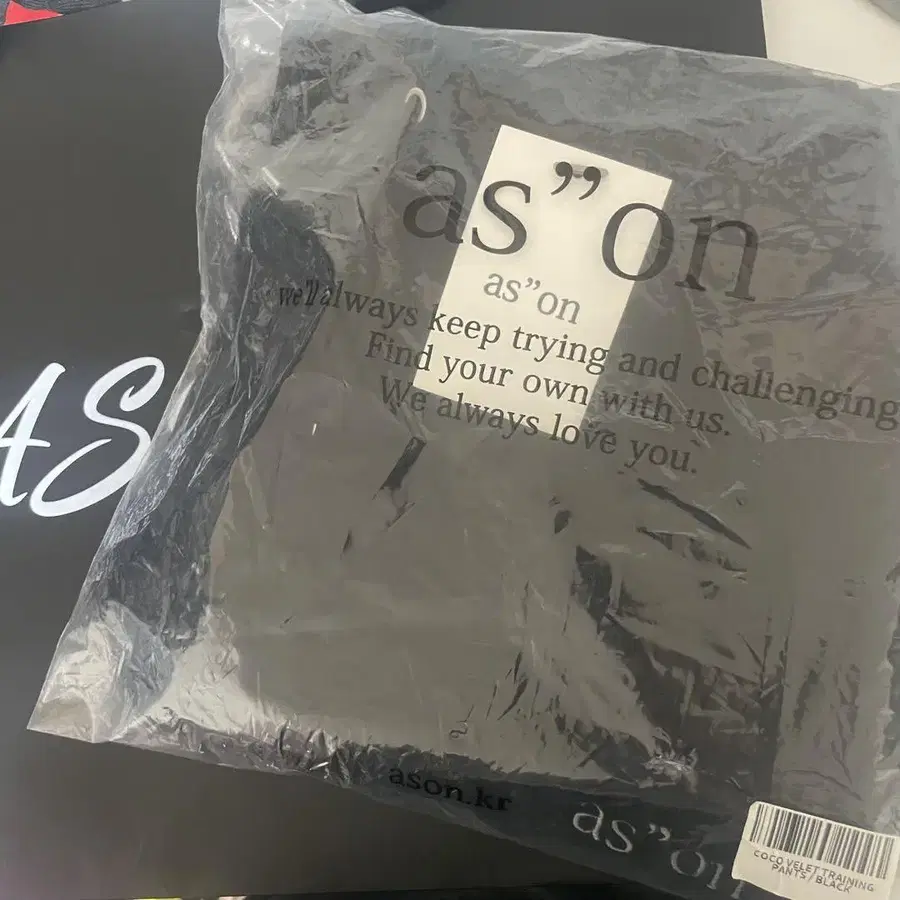 as”on
as”on
we'll always keep trying and challenging
Find your own with us.
We always love you.
AS
ason.kr
as”on
COCO VELET TRAINING
PANTS / BLACK